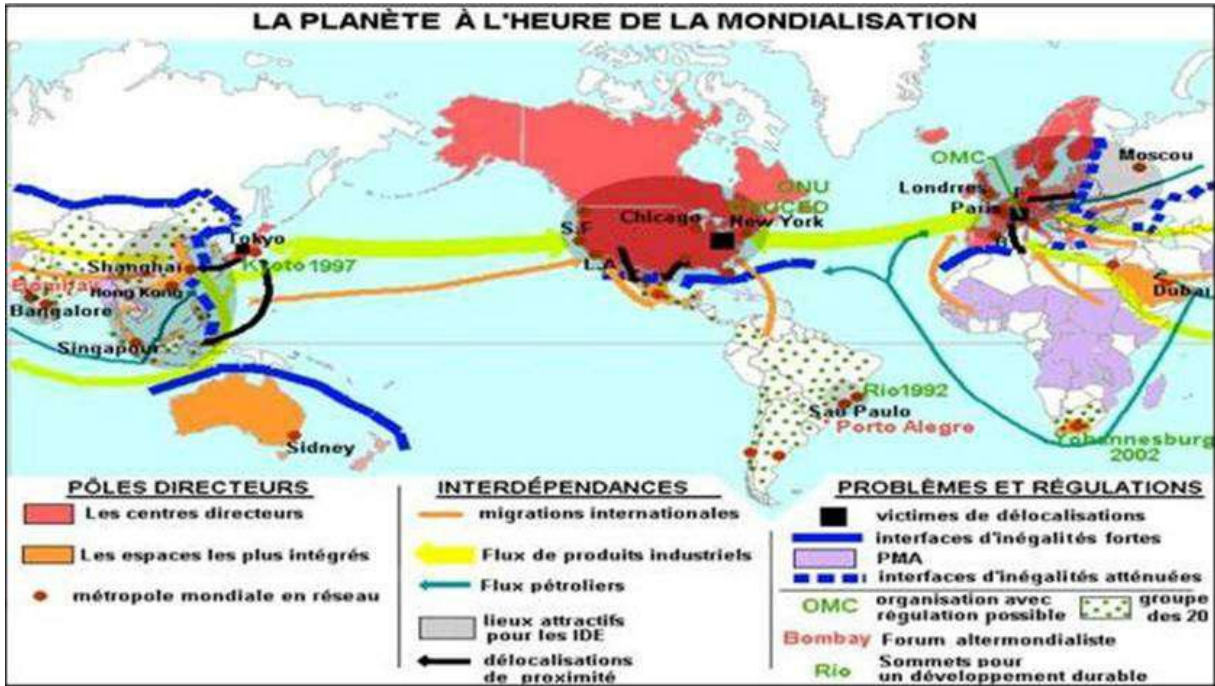 LA PLANÈTE À L'HEURE DE LA MONDIALISATION
OMC
Moscou
Londrres
Paris
ONU
Chicago
New York
S.F
L.A
Tokyo
Kyoto 1997
Shanghai
Bombay
Hong Kong
Bangalore
Singapour
Dubai
Rio1992
Sao Paulo
Porto Alegre
Yohannesburg
2002
Sidney
PÔLES DIRECTEURS
Les centres directeurs
Les espaces les plus intégrés
métropole mondiale en réseau
INTERDÉPENDANCES
migrations internationales
Flux de produits industriels
Flux pétroliers
lieux attractifs
pour les IDE
délocalisations
de proximité
PROBLÈMES ET RÉGULATIONS
victimes de délocalisations
interfaces d'inégalités fortes
PMA
interfaces d'inégalités atténuées
OMC organisation avec
régulation possible
groupe
des 20
Bombay Forum altermondialiste
Rio Sommets pour
un développement durable